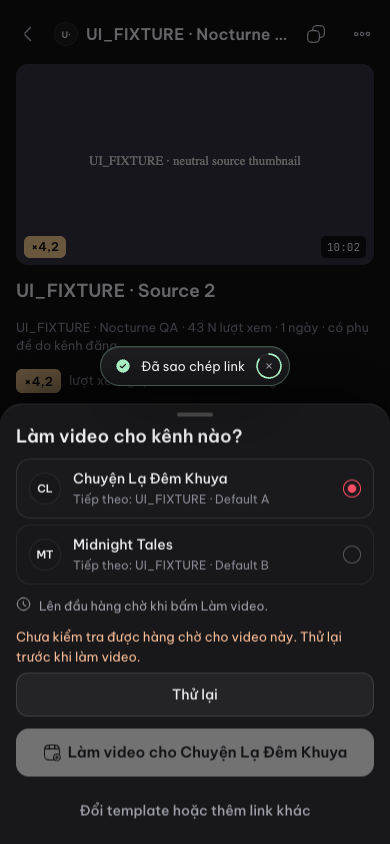 U·
UI_FIXTURE · Nocturne ...
UI_FIXTURE · neutral source thumbnail
×4,2
10:02
UI_FIXTURE · Source 2
UI_FIXTURE · Nocturne QA · 43 N lượt xem · 1 ngày · có phụ
đề do kênh đăng
Đã sao chép link
×4,2
lượt
Làm video cho kênh nào?
CL
Chuyện Lạ Đêm Khuya
Tiếp theo: UI_FIXTURE · Default A
MT
Midnight Tales
Tiếp theo: UI_FIXTURE · Default B
Lên đầu hàng chờ khi bấm Làm video.
Chưa kiểm tra được hàng chờ cho video này. Thử lại
trước khi làm video.
Thử lại
Làm video cho Chuyện Lạ Đêm Khuya
Đổi template hoặc thêm link khác